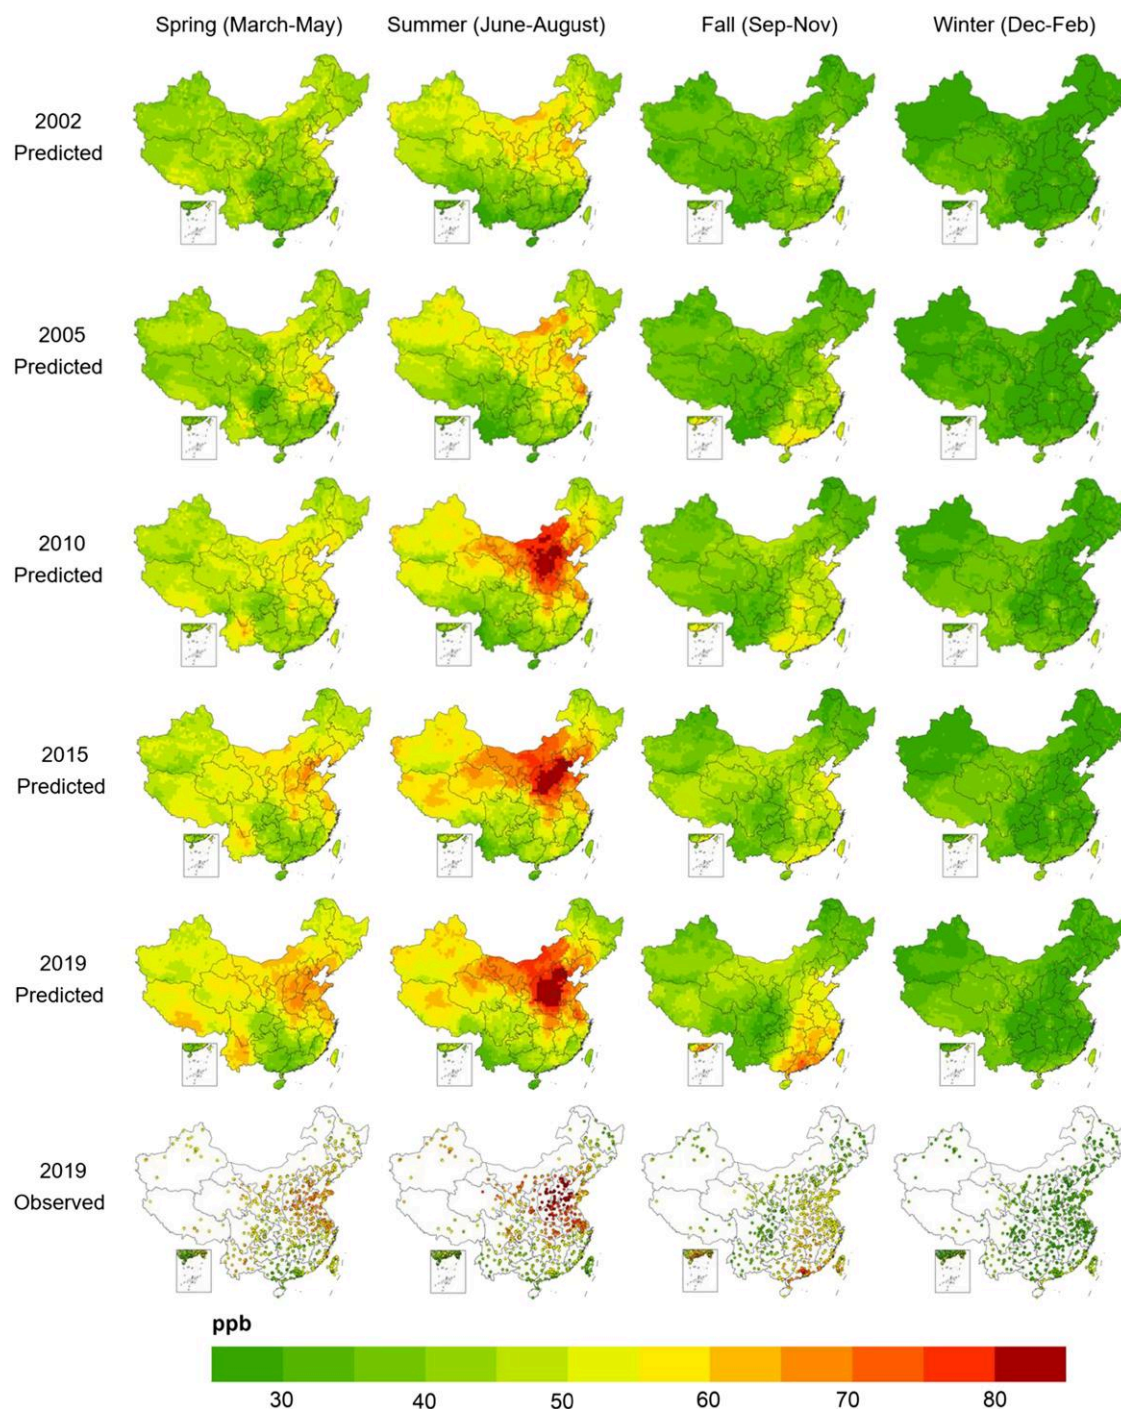 Spring (March-May) Summer (June-August) Fall (Sep-Nov) Winter (Dec-Feb)
2002
Predicted
2005
Predicted
2010
Predicted
2015
Predicted
2019
Predicted
2019
Observed
ppb
30 40 50 60 70 80